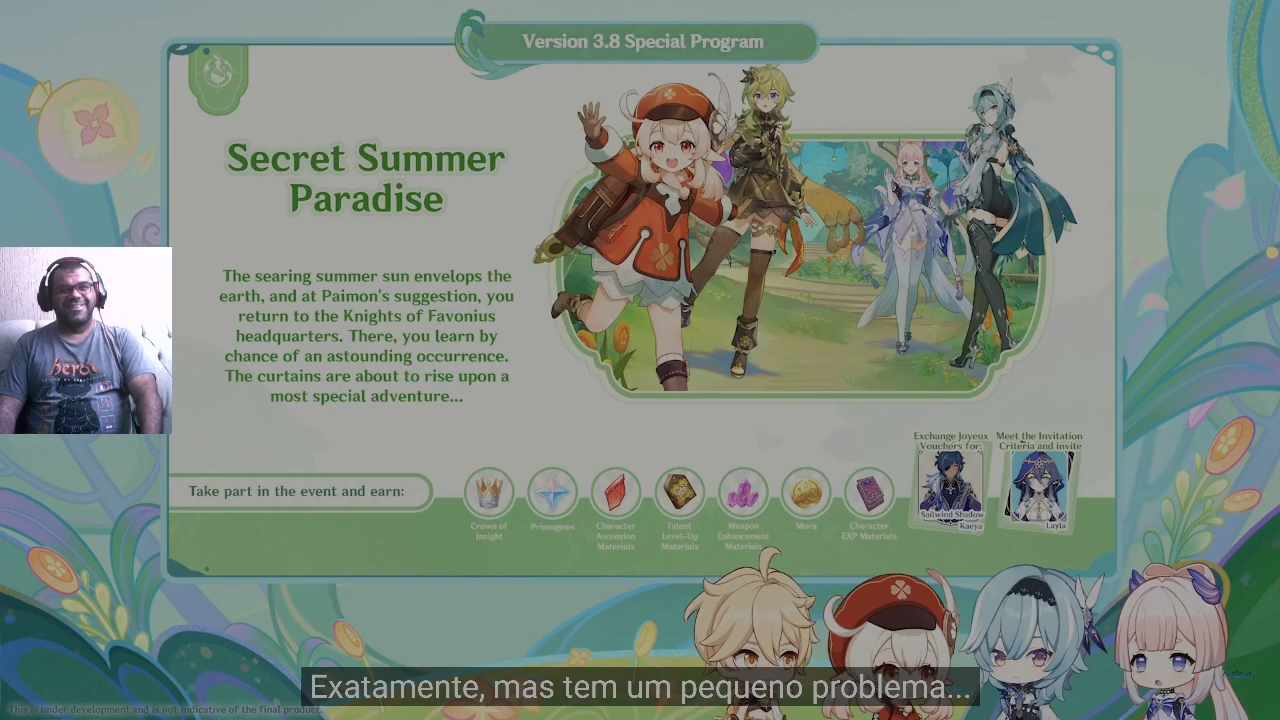 Version 3.8 Special Program
Secret Summer
Paradise
The searing summer sun envelops the
earth, and at Paimon's suggestion, you
return to the Knights of Favonius
headquarters. There, you learn by
chance of an astounding occurrence.
The curtains are about to rise upon a
most special adventure...
Exchange Joyeux
Vouchers for:
Sailwind Shadow
Kaeya
Meet the Invitation
Criteria and invite
Layla
Take part in the event and earn:
Crown of
Insight
Primogems
Character
Ascension
Materials
Talent
Level-Up
Materials
Weapon
Enhancement
Materials
Mora
Character
EXP Materials
hero
Exatamente, mas tem um pequeno problema...
This is under development and is not indicative of the final product.